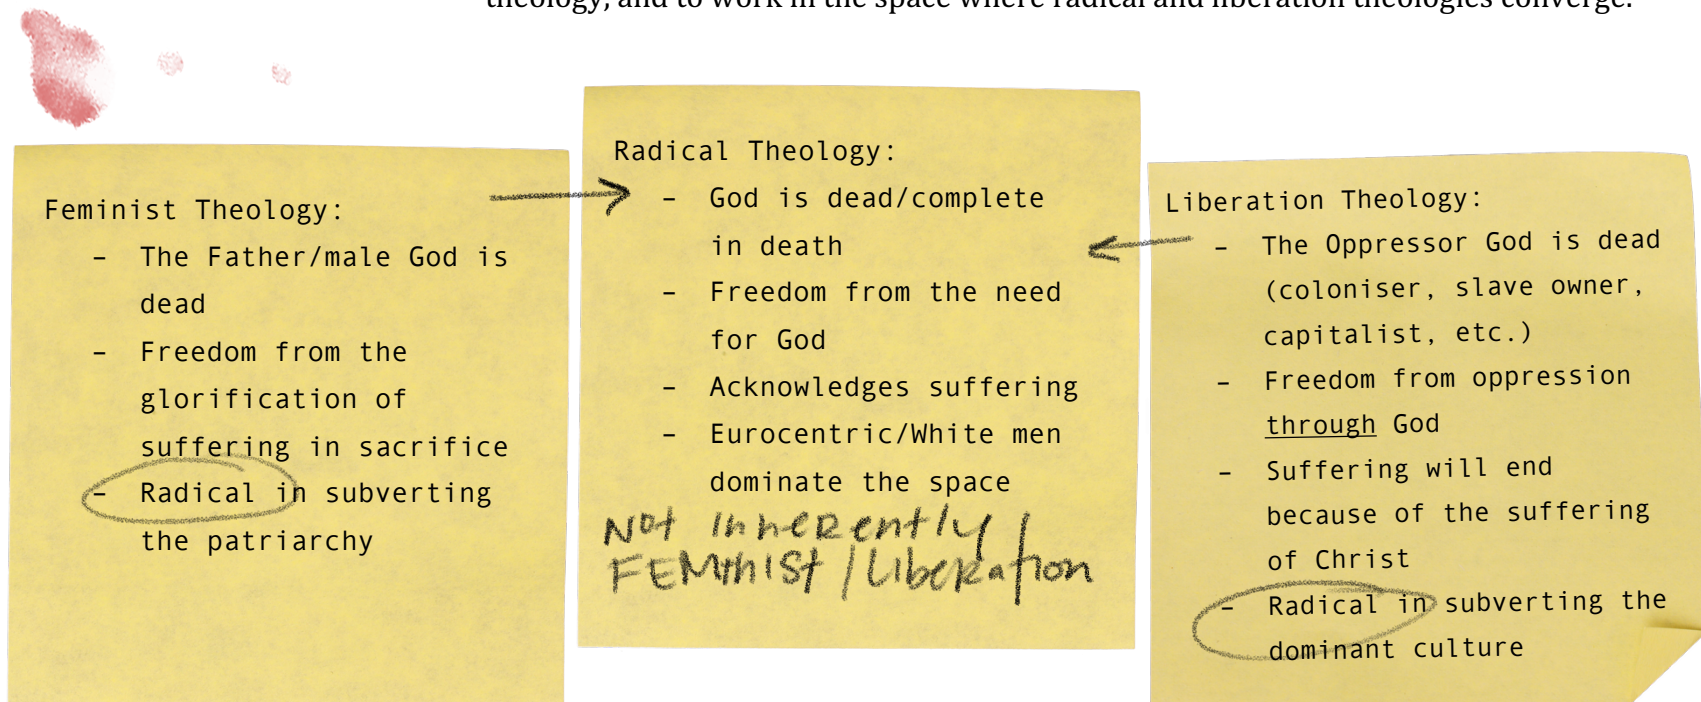 theology, and to work in the space where radical and liberation theologies converge.
Feminist Theology:
- The Father/male God is
dead
- Freedom from the
glorification of
suffering in sacrifice
- Radical in subverting
the patriarchy
Radical Theology:
- God is dead/complete
in death
- Freedom from the need
for God
- Acknowledges suffering
- Eurocentric/White men
dominate the space
Not inherently /
FEMINIST / LibeRation
Liberation Theology:
- The Oppressor God is dead
(coloniser, slave owner,
capitalist, etc.)
- Freedom from oppression
through God
- Suffering will end
because of the suffering
of Christ
- Radical in subverting the
dominant culture